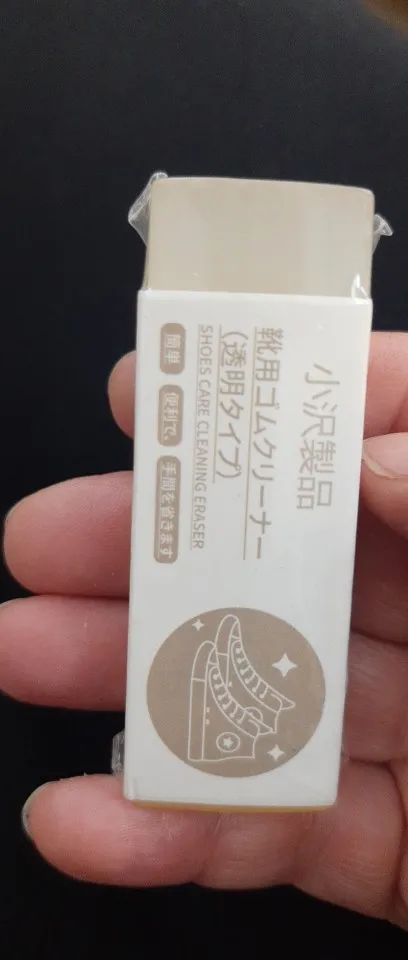 小沢製品
靴用ゴムクリーナー
(透明タイプ)
SHOES CARE CLEANING ERASER
簡単 便利で、 手間を省きます